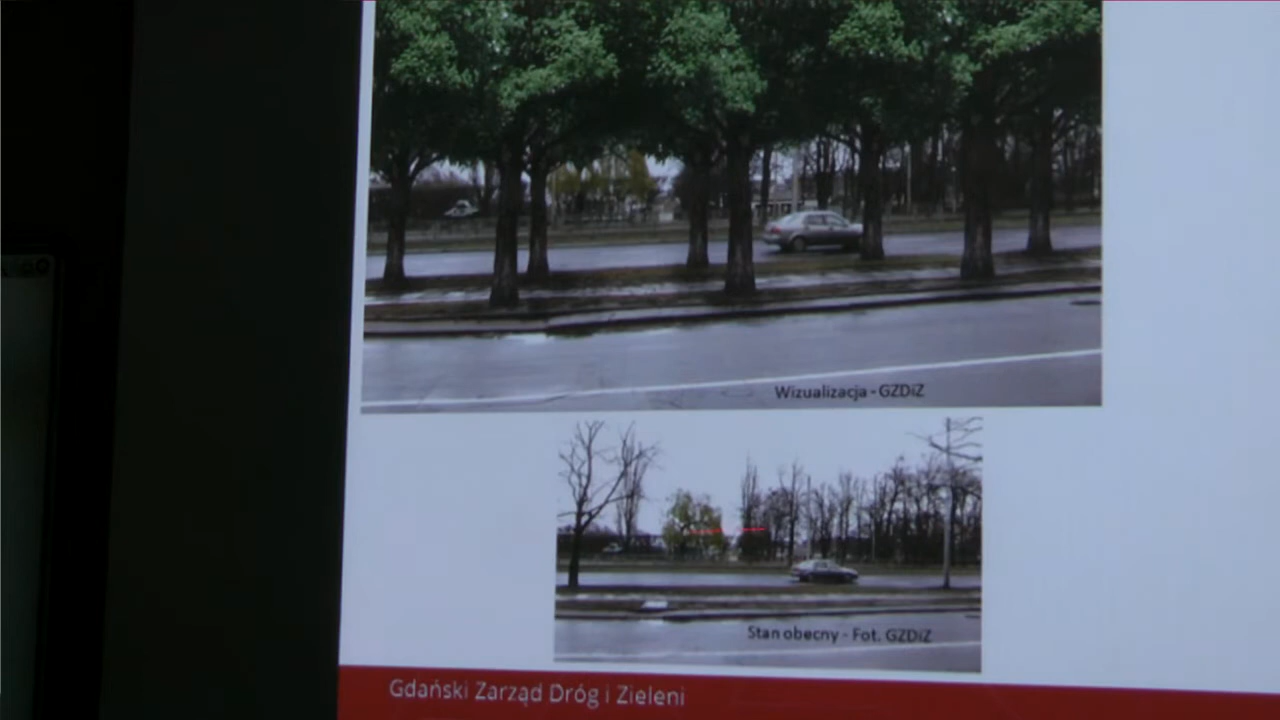 Wizualizacja - GZDiZ
Stan obecny - Fot. GZDiZ
Gdański Zarząd Dróg i Zieleni